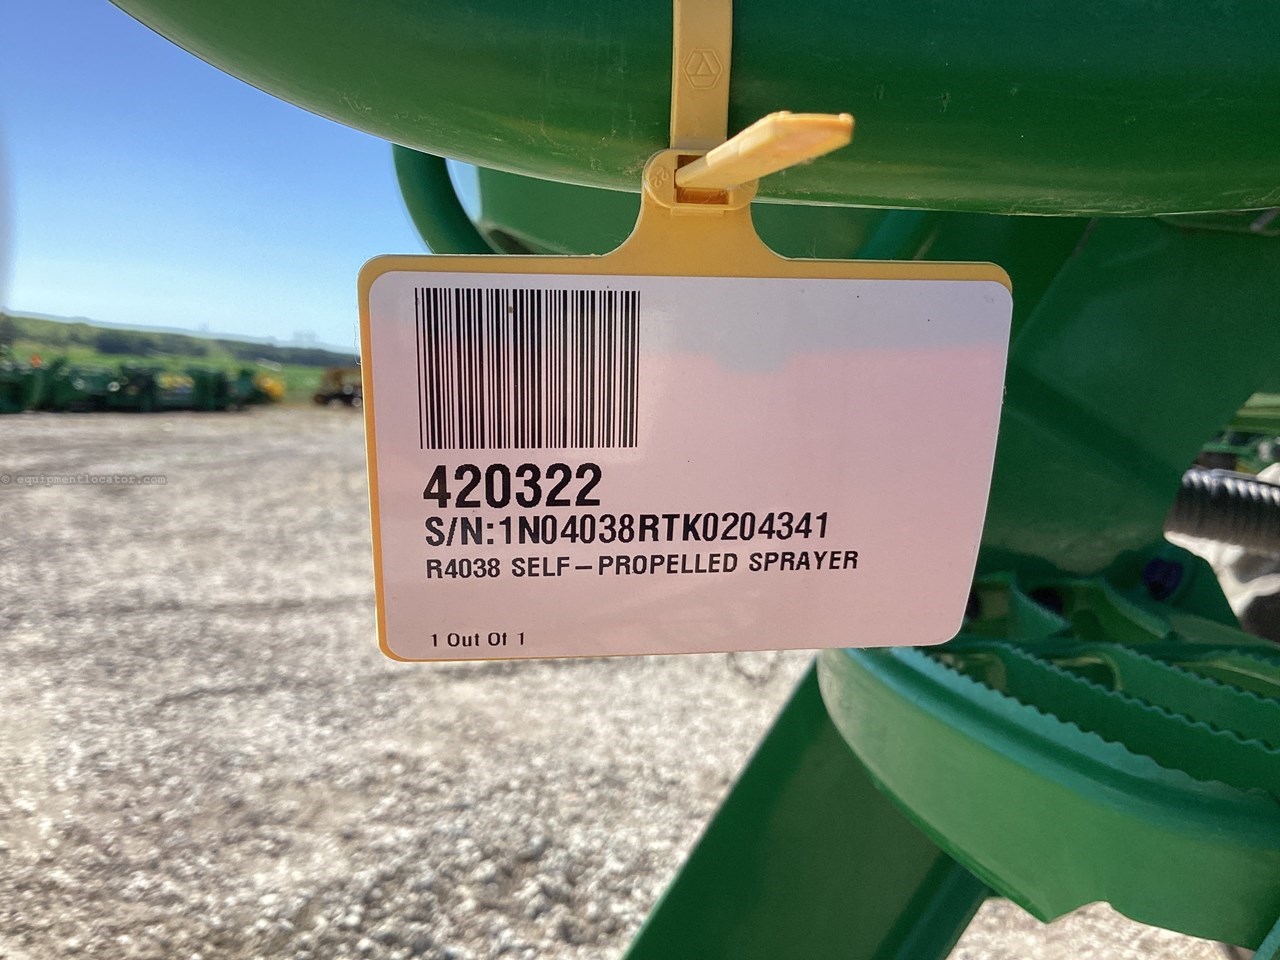 420322
S/N:1N04038RTK0204341
R4038 SELF-PROPELLED SPRAYER
1 Out Of 1
© equipmentlocator.com